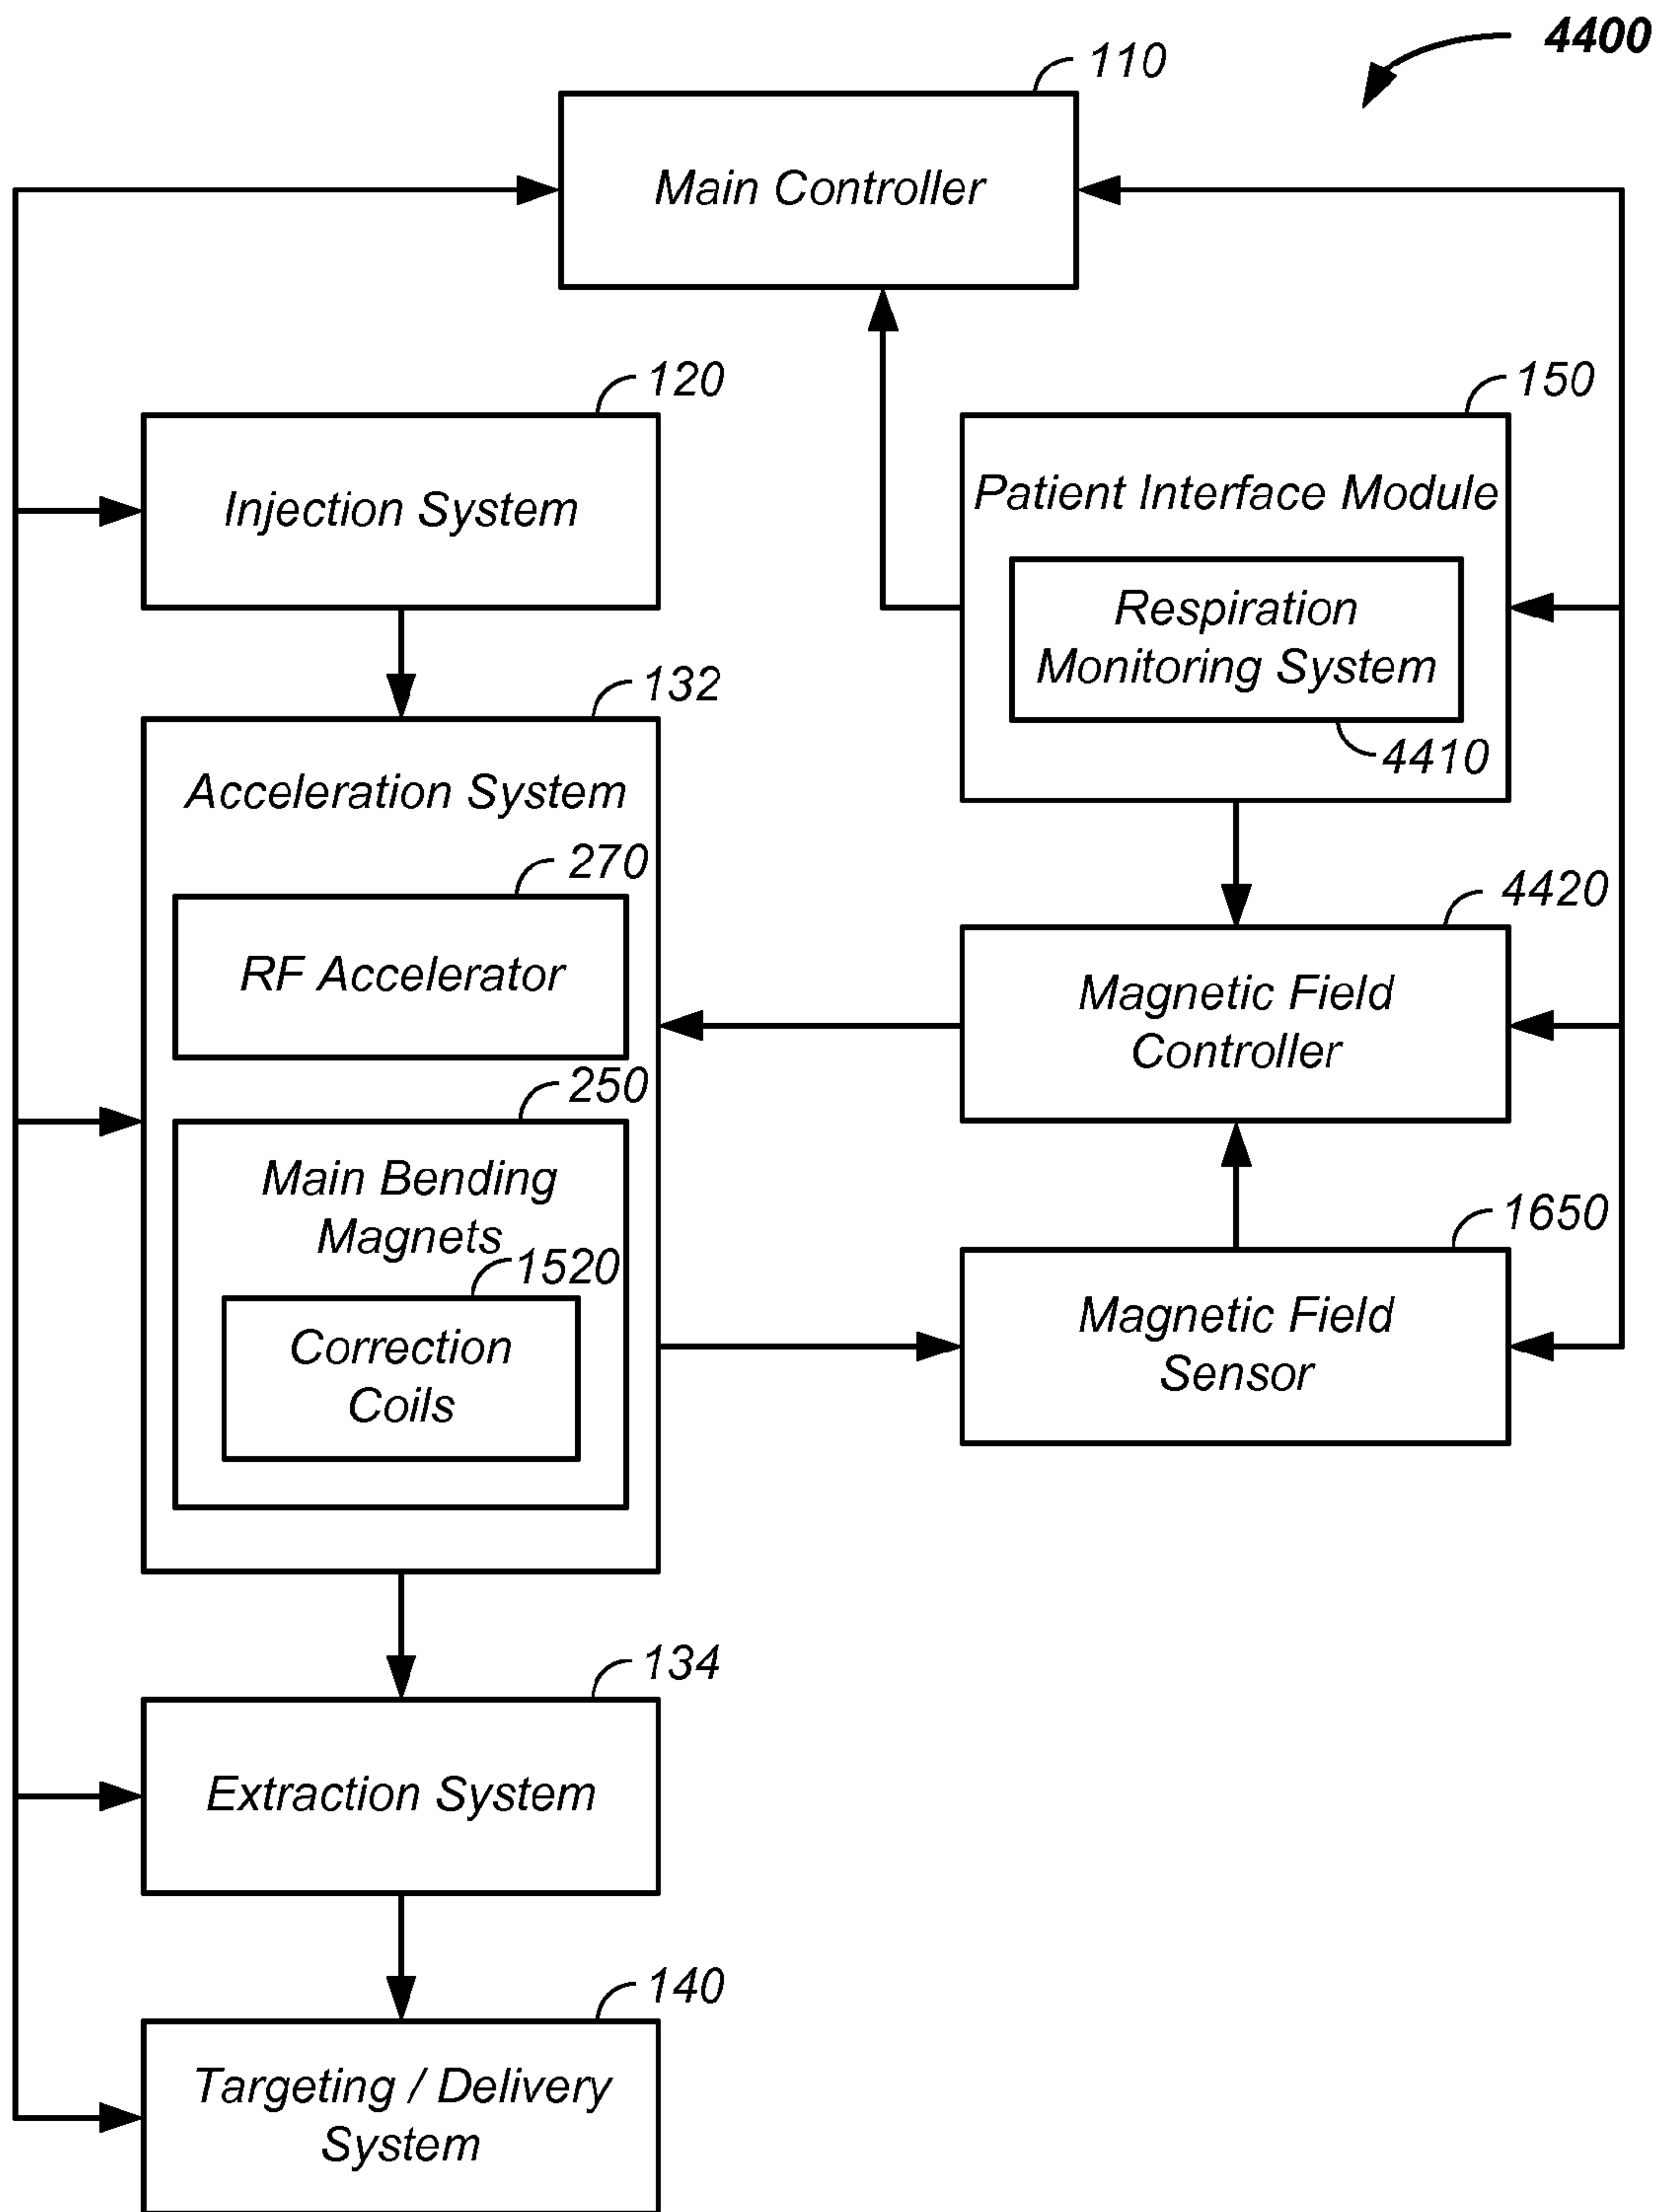 4400
110
Main Controller
120
Injection System
150
Patient Interface Module
Respiration
Monitoring System
4410
132
Acceleration System
270
RF Accelerator
250
Main Bending
Magnets
1520
Correction
Coils
4420
Magnetic Field
Controller
1650
Magnetic Field
Sensor
134
Extraction System
140
Targeting / Delivery
System